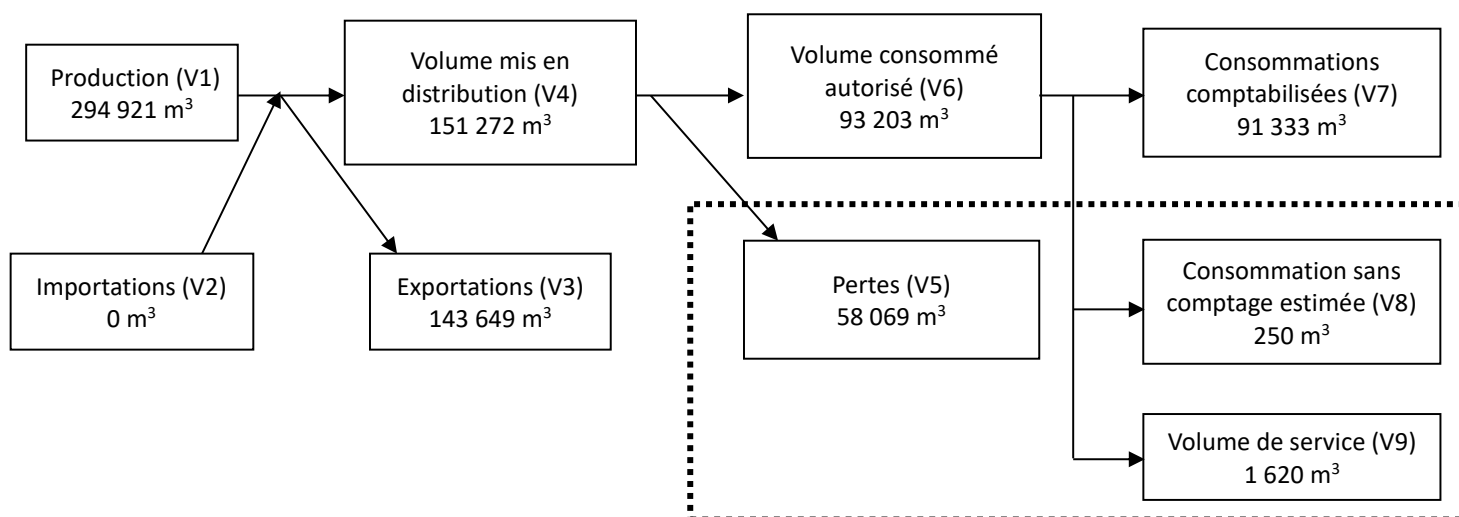 Production (V1)
294 921 m³
Volume mis en
distribution (V4)
151 272 m³
Volume consommé
autorisé (V6)
93 203 m³
Consommations
comptabilisées (V7)
91 333 m³
Importations (V2)
0 m³
Exportations (V3)
143 649 m³
Pertes (V5)
58 069 m³
Consommation sans
comptage estimée (V8)
250 m³
Volume de service (V9)
1 620 m³